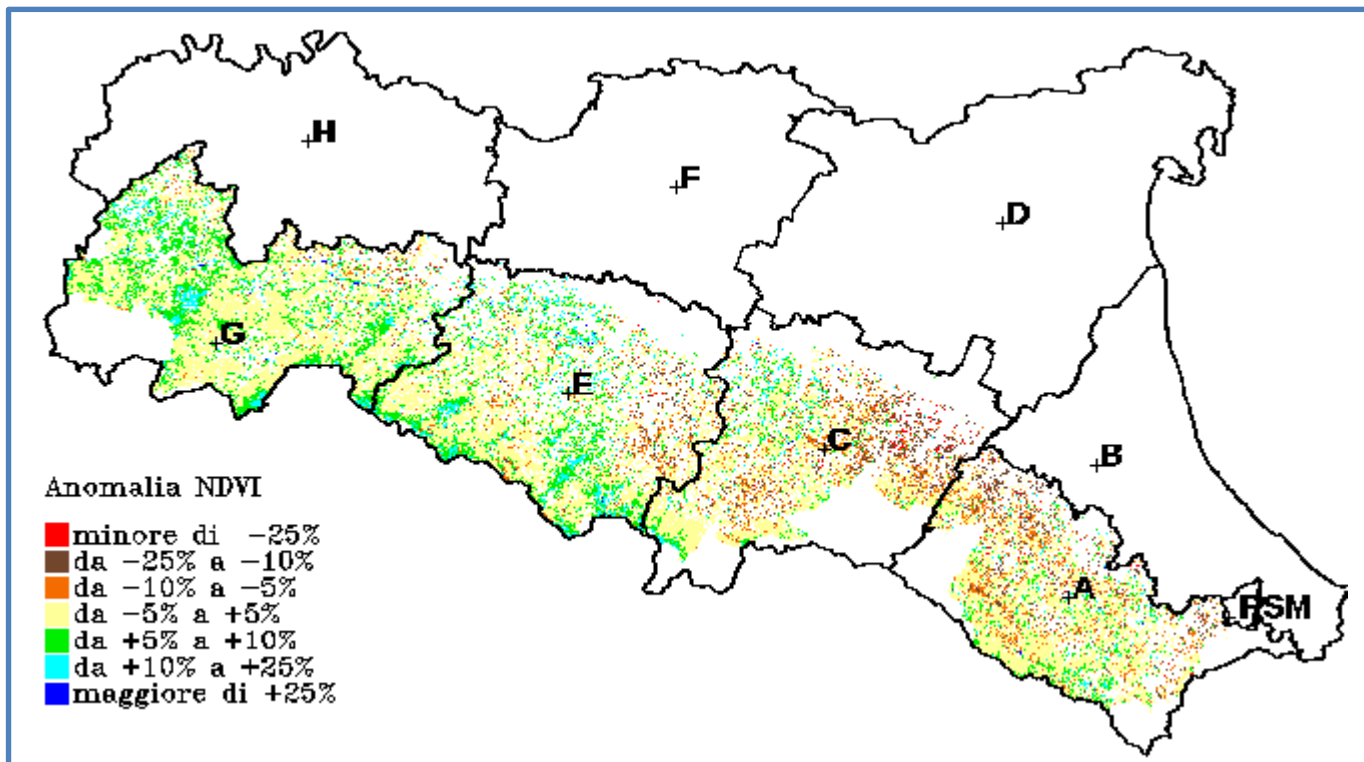 H
F
D
G
E
C
B
A
RSM
Anomalia NDVI
minore di -25%
da -25% a -10%
da -10% a -5%
da -5% a +5%
da +5% a +10%
da +10% a +25%
maggiore di +25%